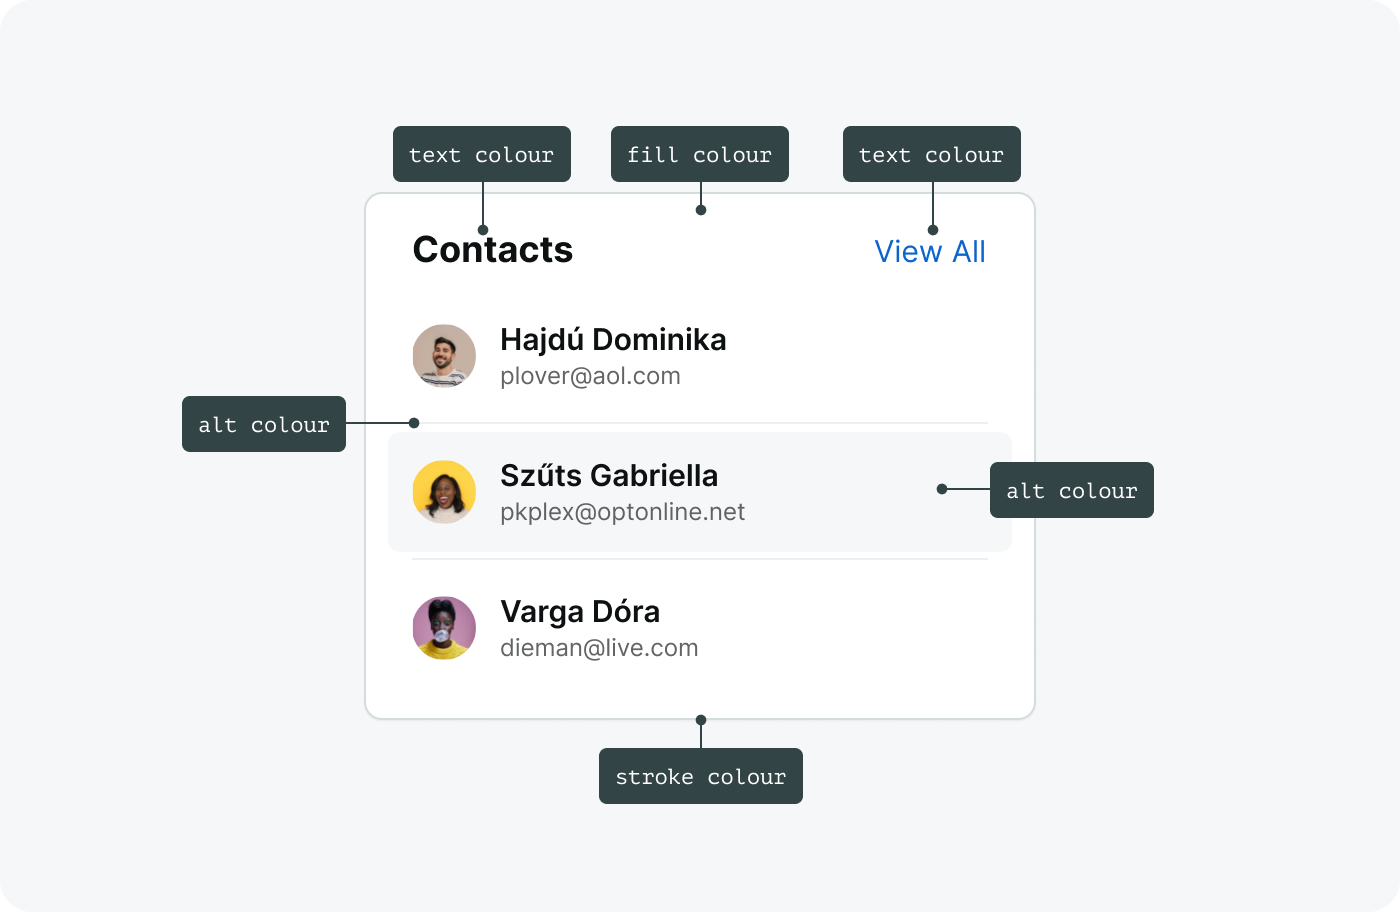 text colour
fill colour
text colour
Contacts
View All
Hajdú Dominika
plover@aol.com
alt colour
Szűts Gabriella
pkplex@optonline.net
alt colour
Varga Dóra
dieman@live.com
stroke colour